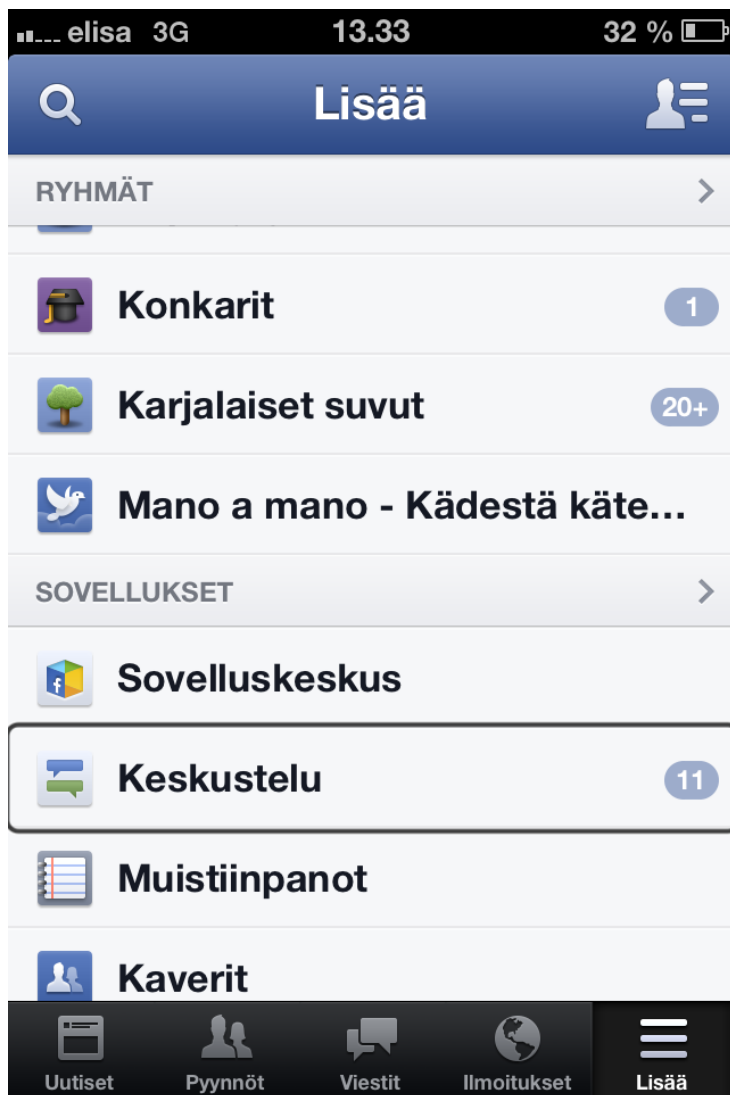 elisa 3G 13.33 32 %
Lisää
RYHMÄT
Konkarit 1
Karjalaiset suvut 20+
Mano a mano - Kädestä käte...
SOVELLUKSET
Sovelluskeskus
Keskustelu 11
Muistiinpanot
Kaverit
Uutiset Pyynnöt Viestit Ilmoitukset Lisää